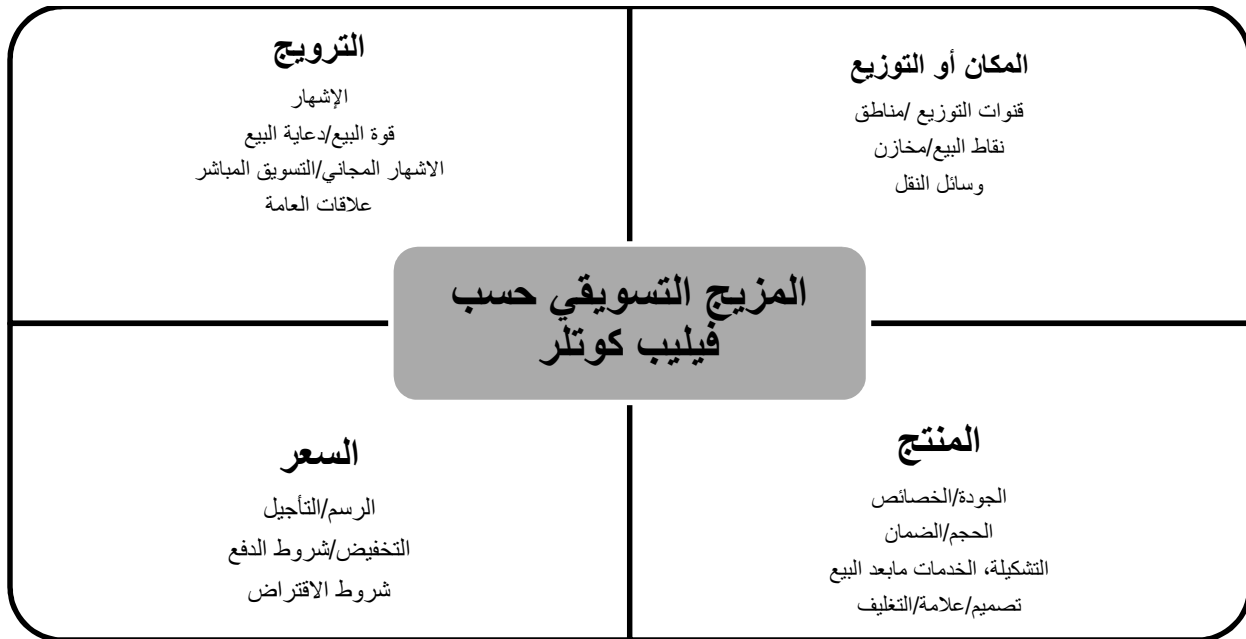 المكان أو التوزيع
قنوات التوزيع /مناطق
نقاط البيع/مخازن
وسائل النقل
الترويج
الإشهار
قوة البيع/دعاية البيع
الاشهار المجاني/التسويق المباشر
علاقات العامة
المزيج التسويقي حسب
فيليب كوتلر
المنتج
الجودة/الخصائص
الحجم/الضمان
التشكيلة، الخدمات مابعد البيع
تصميم/علامة/التغليف
السعر
الرسم/التأجيل
التخفيض/شروط الدفع
شروط الاقتراض